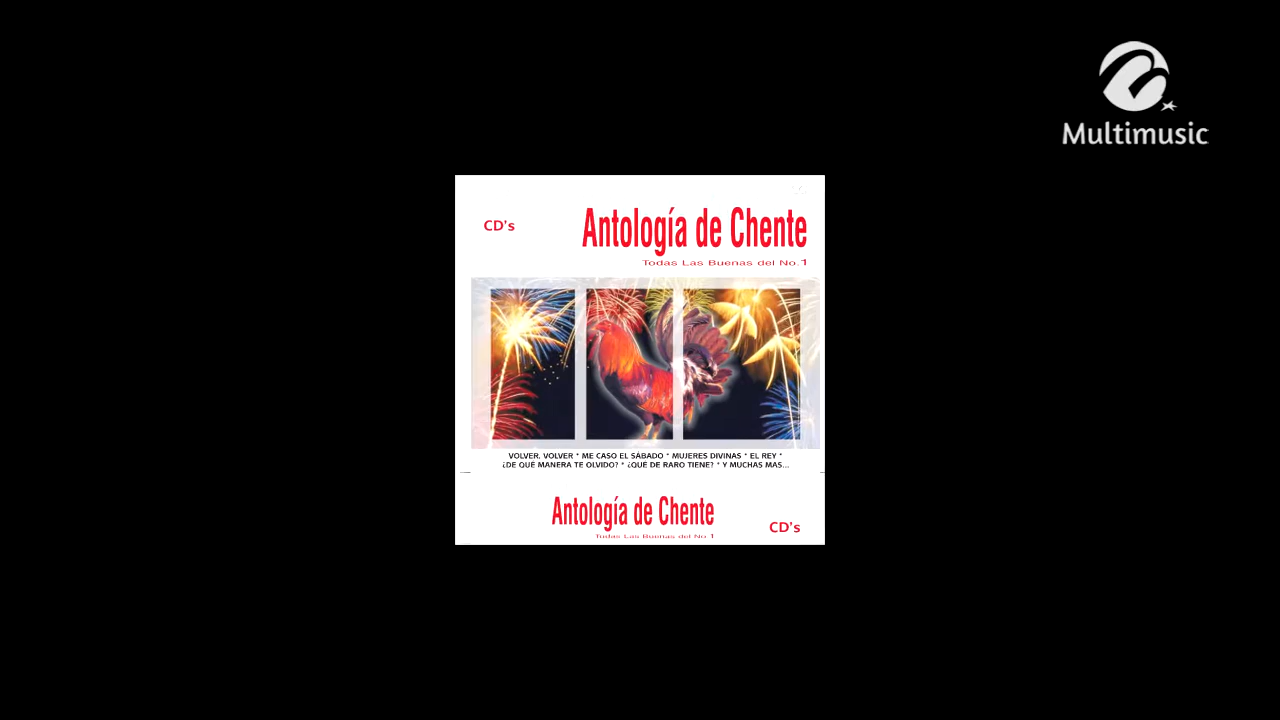 Multimusic
CD's
Antología de Chente
Todas Las Buenas del No.1
VOLVER, VOLVER * ME CASO EL SÁBADO * MUJERES DIVINAS * EL REY *
¿DE QUÉ MANERA TE OLVIDO? * ¿QUÉ DE RARO TIENE? * Y MUCHAS MAS...
Antología de Chente
Todas Las Buenas del No.1
CD's